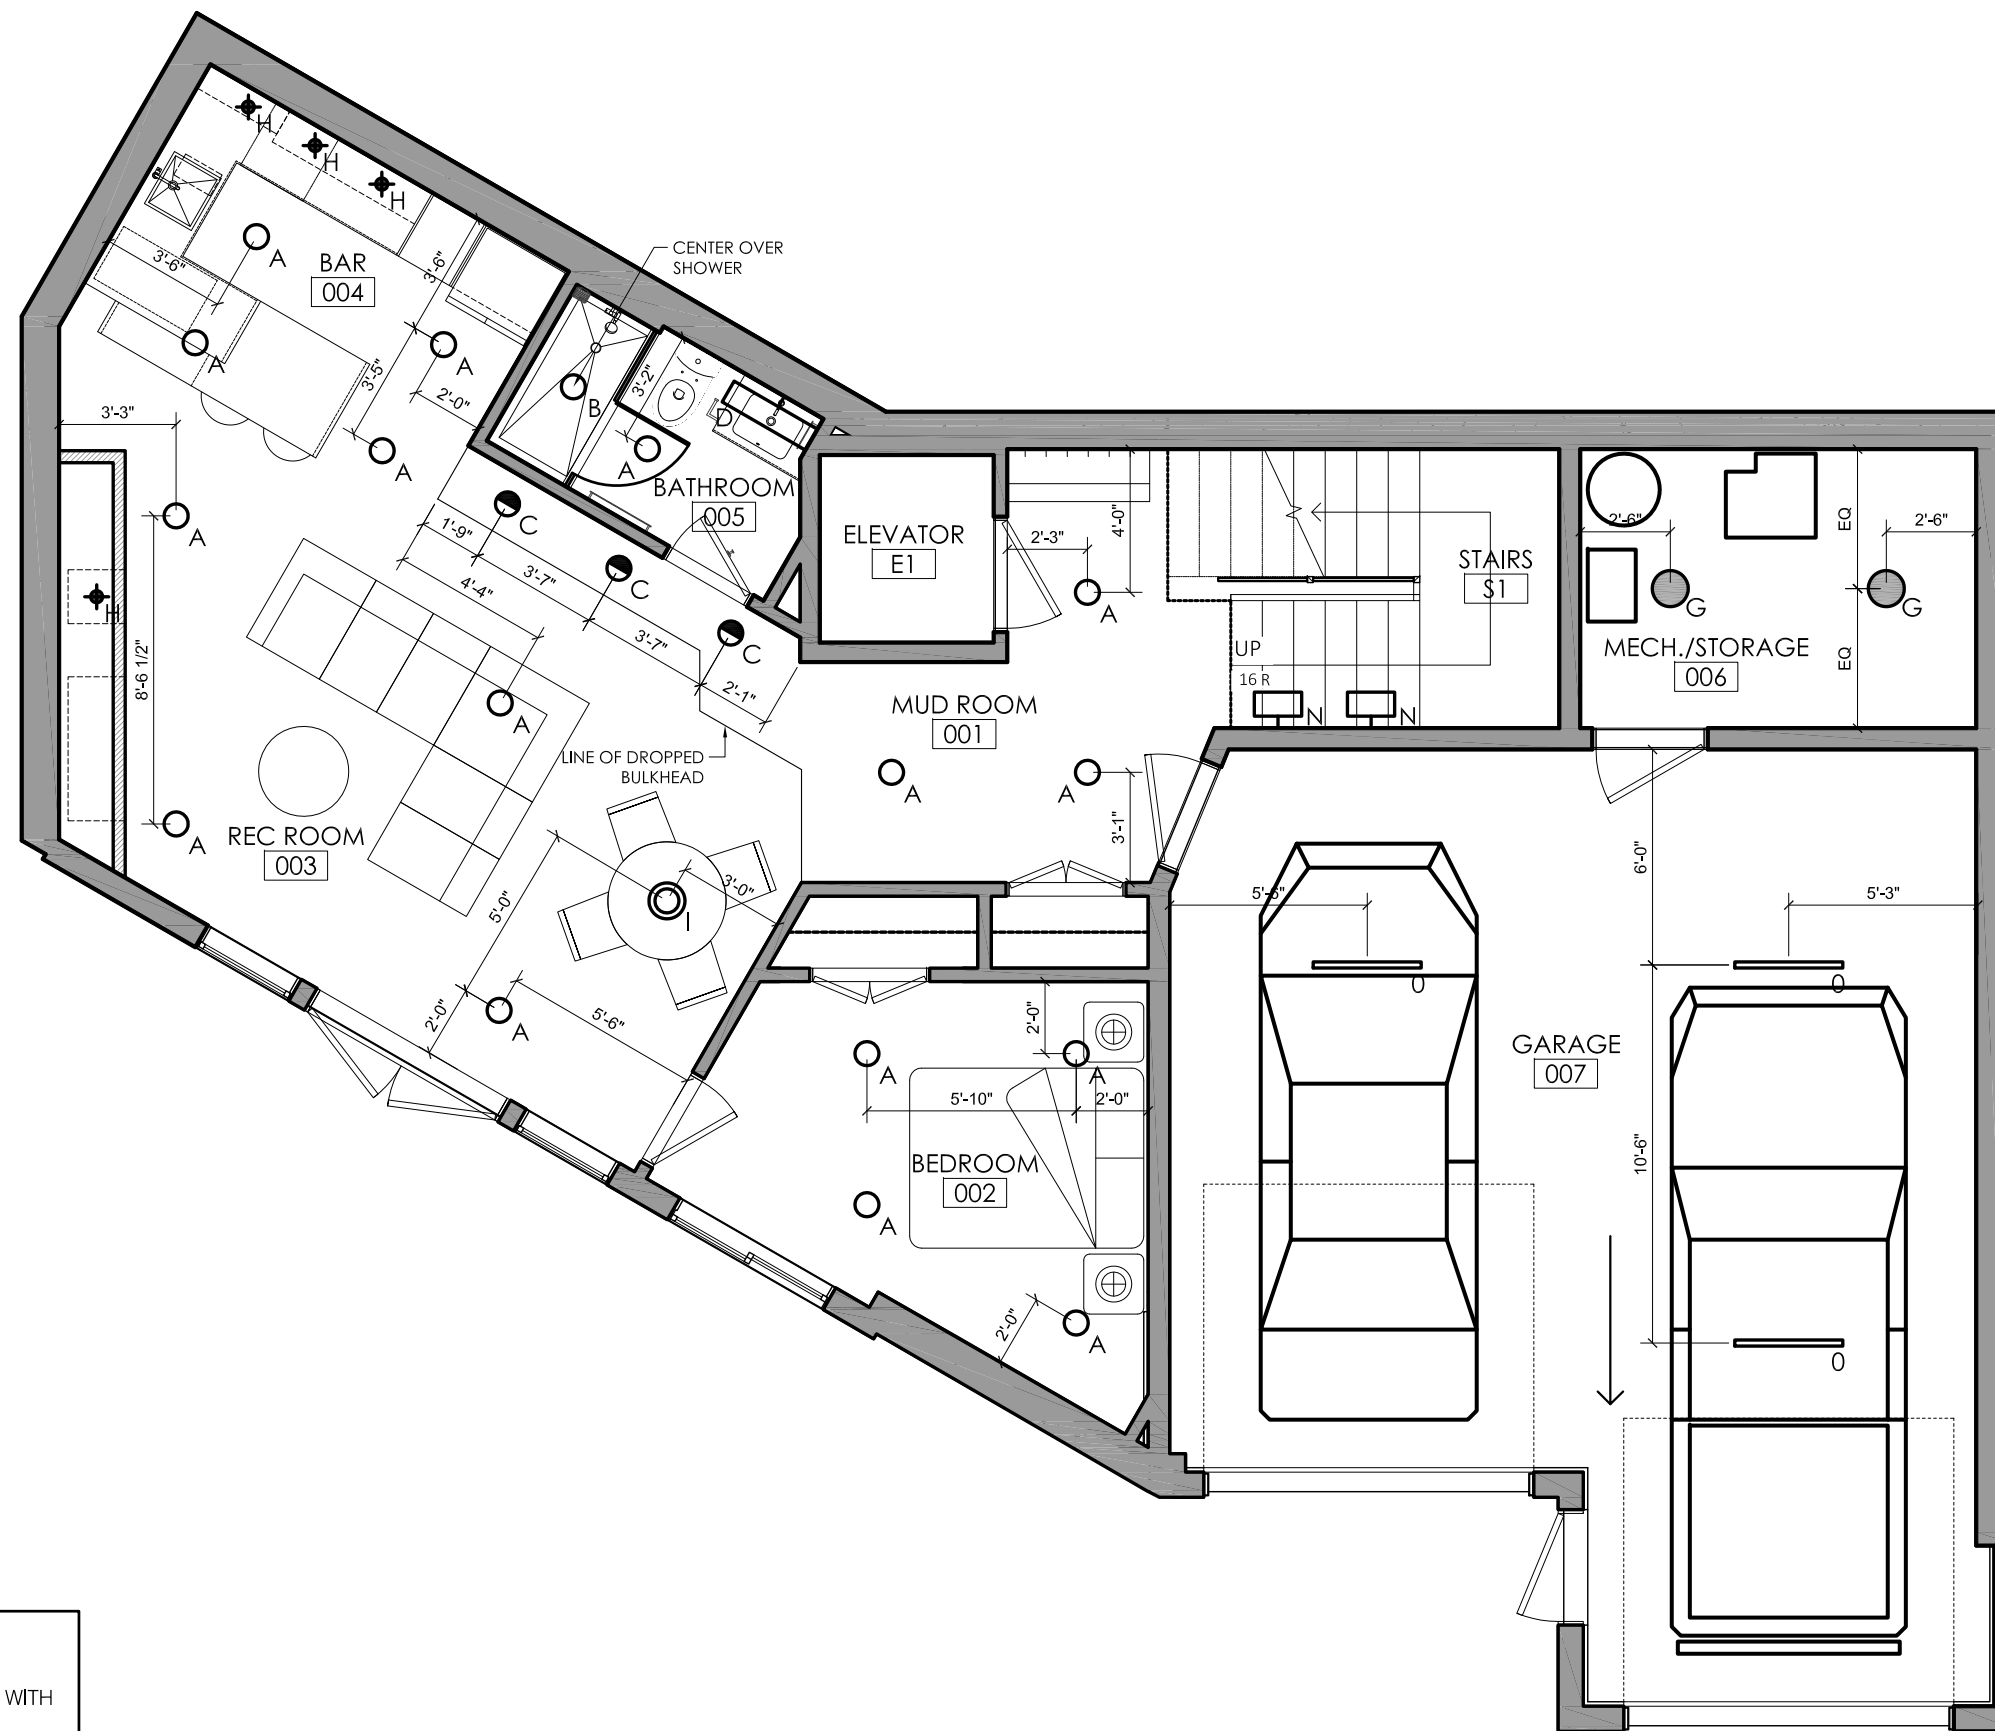 H
H
H
A
BAR
004
3'-6"
3'-6"
CENTER OVER
SHOWER
A
A
3'-5"
2'-0"
B
3'-2"
D
A
BATHROOM
005
3'-3"
A
A
C
1'-9"
3'-7"
C
4'-4"
3'-7"
C
2'-1"
H
8'-6 1/2"
A
A
REC ROOM
003
LINE OF DROPPED
BULKHEAD
ELEVATOR
E1
2'-3"
4'-0"
A
STAIRS
S1
UP
16 R
N
N
2'-6"
EQ
2'-6"
G
G
MECH./STORAGE
006
EQ
MUD ROOM
001
A
A
3'-1"
3'-0"
I
5'-0"
2'-0"
A
5'-6"
5'-6"
6'-0"
5'-3"
O
O
GARAGE
007
10'-6"
O
2'-0"
A
A
5'-10"
2'-0"
BEDROOM
002
A
2'-0"
A
WITH